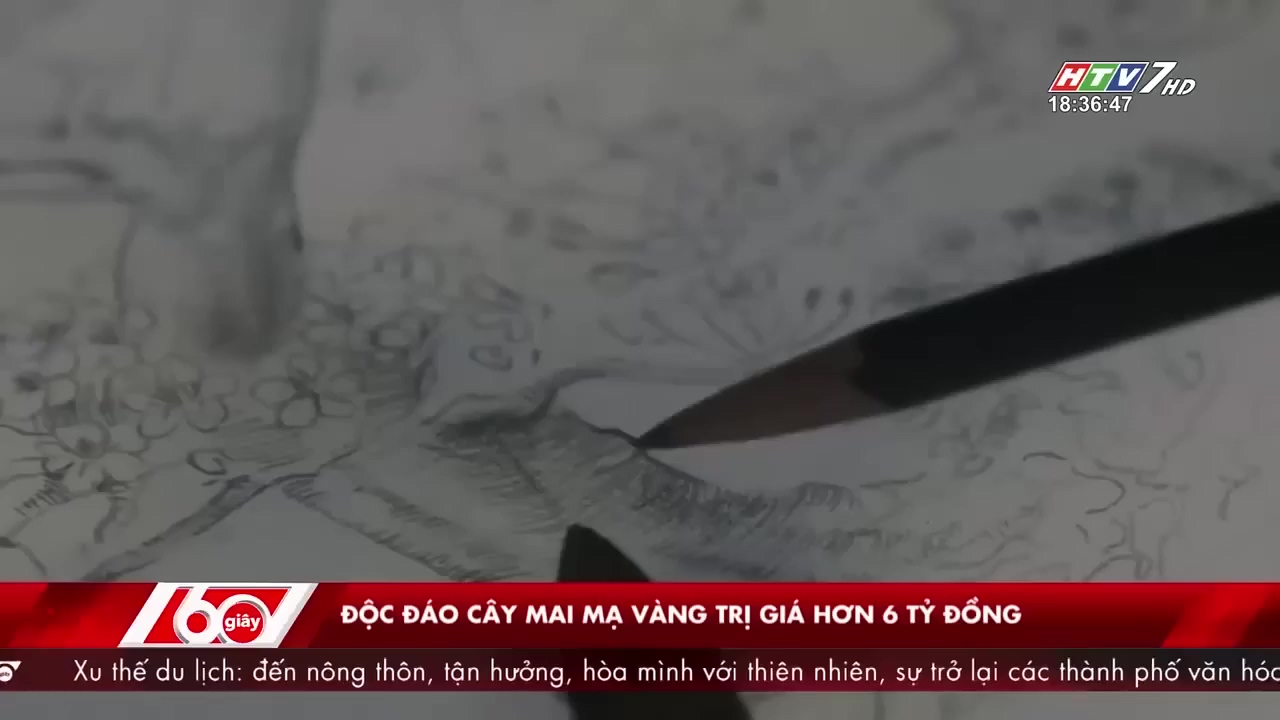 HTV7 HD
18:36:47
60 giây
ĐỘC ĐÁO CÂY MAI MẠ VÀNG TRỊ GIÁ HƠN 6 TỶ ĐỒNG
Xu thế du lịch: đến nông thôn, tận hưởng, hòa mình với thiên nhiên, sự trở lại các thành phố văn hóa